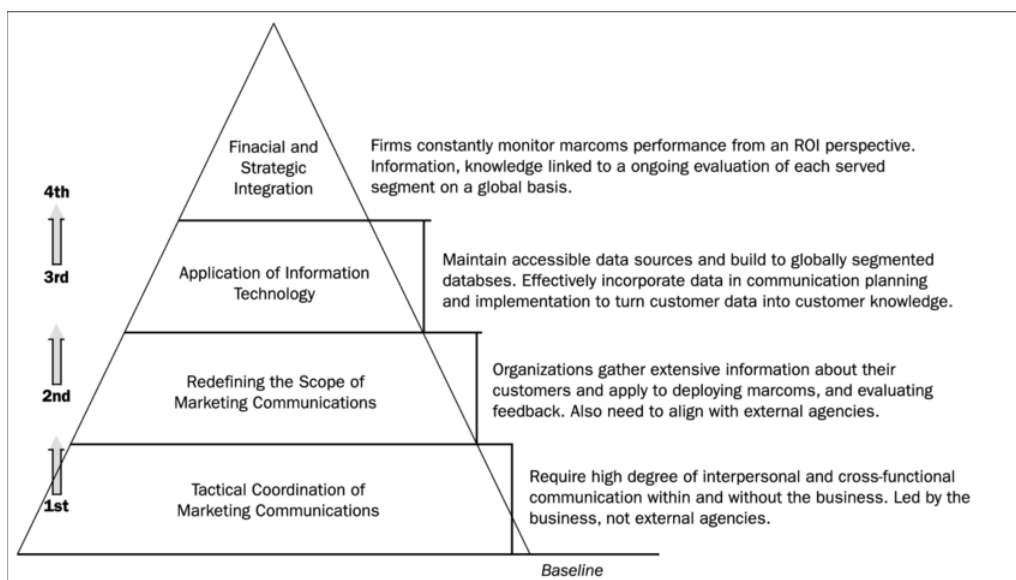 Finacial and
Strategic
Integration
Firms constantly monitor marcoms performance from an ROI perspective.
Information, knowledge linked to a ongoing evaluation of each served
segment on a global basis.
4th
3rd
Application of Information
Technology
Maintain accessible data sources and build to globally segmented
databses. Effectively incorporate data in communication planning
and implementation to turn customer data into customer knowledge.
2nd
Redefining the Scope of
Marketing Communications
Organizations gather extensive information about their
customers and apply to deploying marcoms, and evaluating
feedback. Also need to align with external agencies.
1st
Tactical Coordination of
Marketing Communications
Require high degree of interpersonal and cross-functional
communication within and without the business. Led by the
business, not external agencies.
Baseline